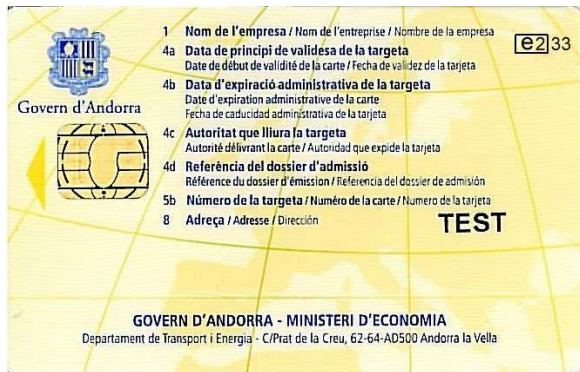 Govern d'Andorra
1 Nom de l'empresa / Nom de l'entreprise / Nombre de la empresa
4a Data de principi de validesa de la targeta
Date de début de validité de la carte / Fecha de validez de la tarjeta
4b Data d'expiració administrativa de la targeta
Date d'expiration administrative de la carte
Fecha de caducidad administrativa de la tarjeta
4c Autoritat que lliura la targeta
Autorité délivrant la carte / Autoridad que expide la tarjeta
4d Referència del dossier d'admissió
Référence du dossier d'émission / Referencia del dossier de admisión
5b Número de la targeta / Numéro de la carte / Numero de la tarjeta
8 Adreça / Adresse / Dirección
e2 33
TEST
GOVERN D'ANDORRA - MINISTERI D'ECONOMIA
Departament de Transport i Energia - C/Prat de la Creu, 62-64-AD500 Andorra la Vella